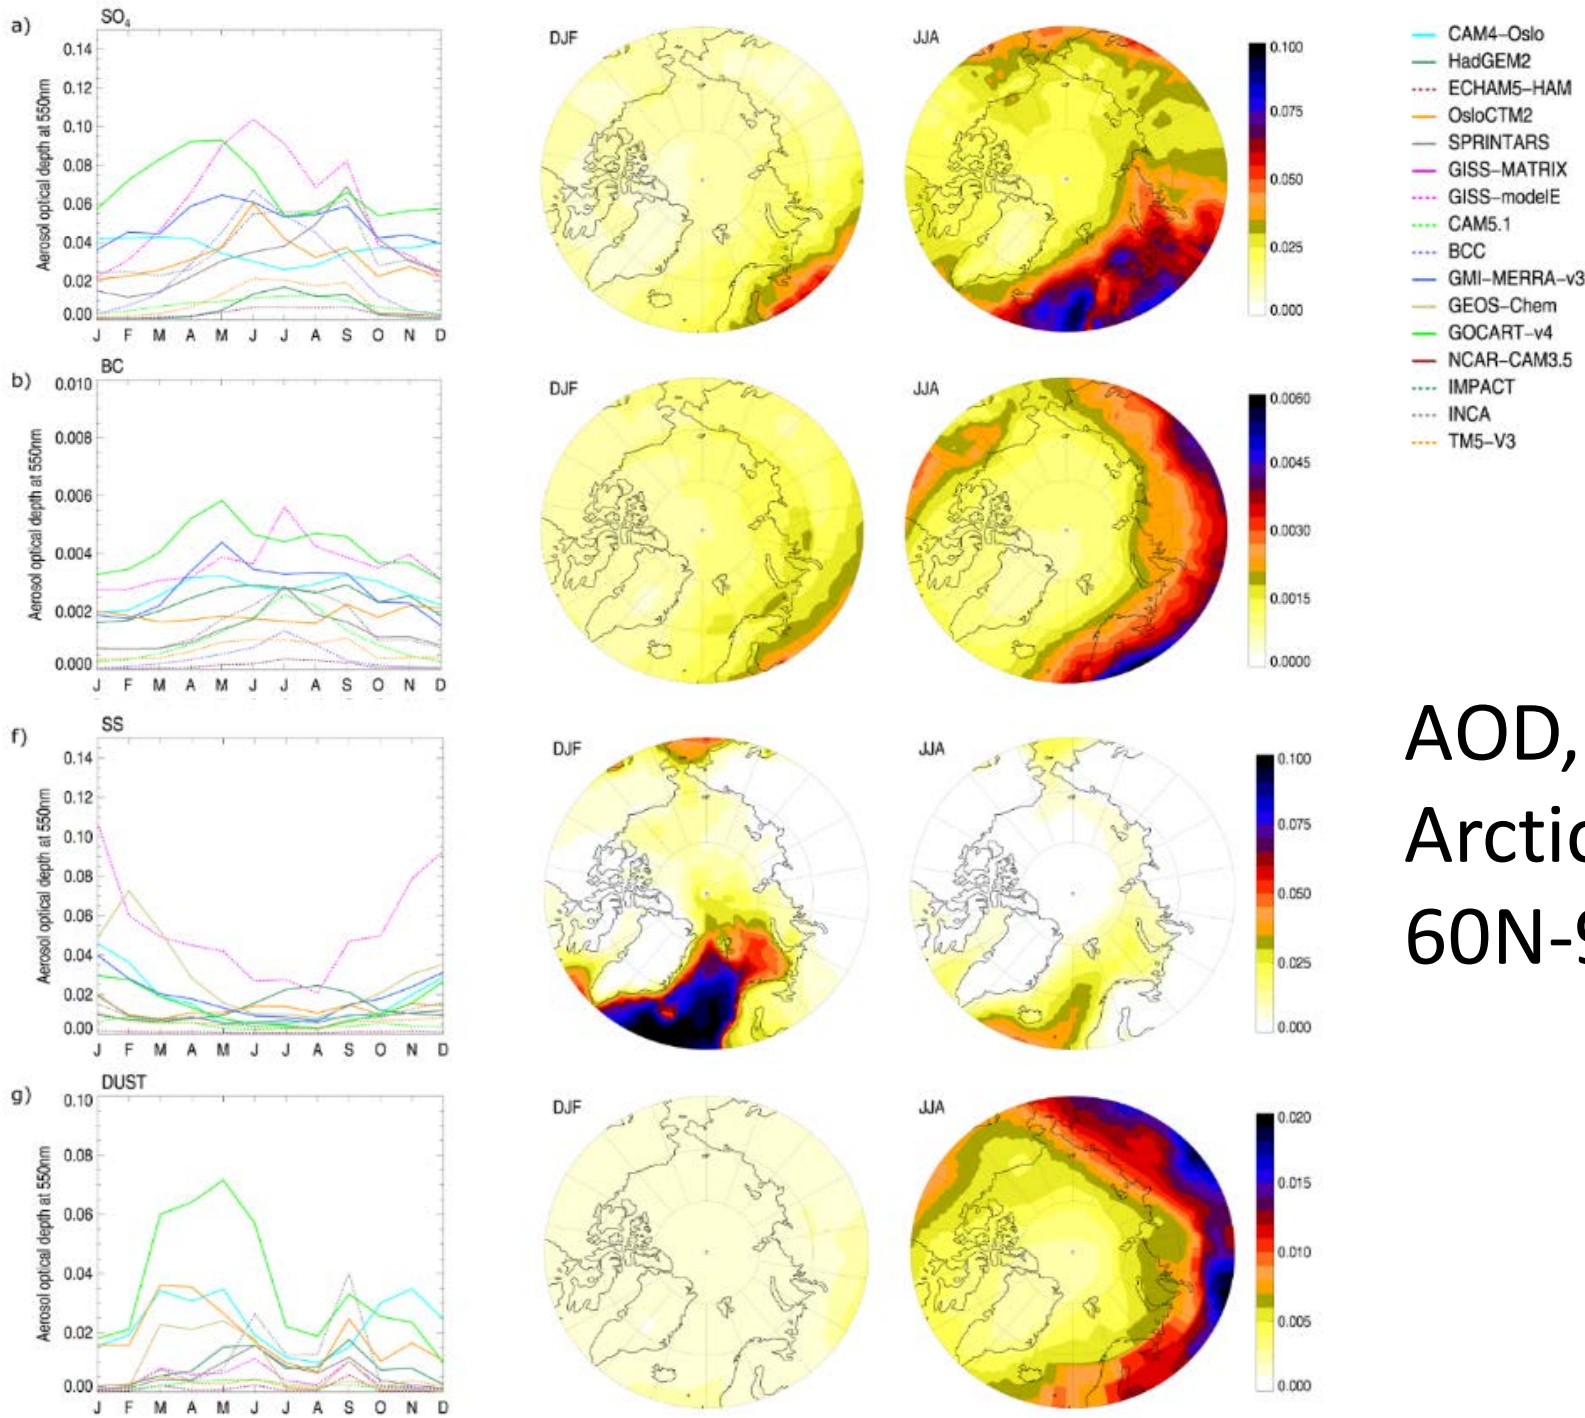 a)
SO₄
Aerosol optical depth at 550nm
0.14
0.12
0.10
0.08
0.06
0.04
0.02
0.00
J F M A M J J A S O N D
DJF
JJA
0.100
0.075
0.050
0.025
0.000
CAM4–Oslo
HadGEM2
ECHAM5–HAM
OsloCTM2
SPRINTARS
GISS–MATRIX
GISS–modelE
CAM5.1
BCC
GMI–MERRA–v3
GEOS–Chem
GOCART–v4
NCAR–CAM3.5
IMPACT
INCA
TM5–V3
b)
BC
Aerosol optical depth at 550nm
0.010
0.008
0.006
0.004
0.002
0.000
J F M A M J J A S O N D
DJF
JJA
0.0060
0.0045
0.0030
0.0015
0.0000
f)
SS
Aerosol optical depth at 550nm
0.14
0.12
0.10
0.08
0.06
0.04
0.02
0.00
J F M A M J J A S O N D
DJF
JJA
0.100
0.075
0.050
0.025
0.000
AOD,
Arctic
60N-9
g)
DUST
Aerosol optical depth at 550nm
0.10
0.08
0.06
0.04
0.02
0.00
J F M A M J J A S O N D
DJF
JJA
0.020
0.015
0.010
0.005
0.000